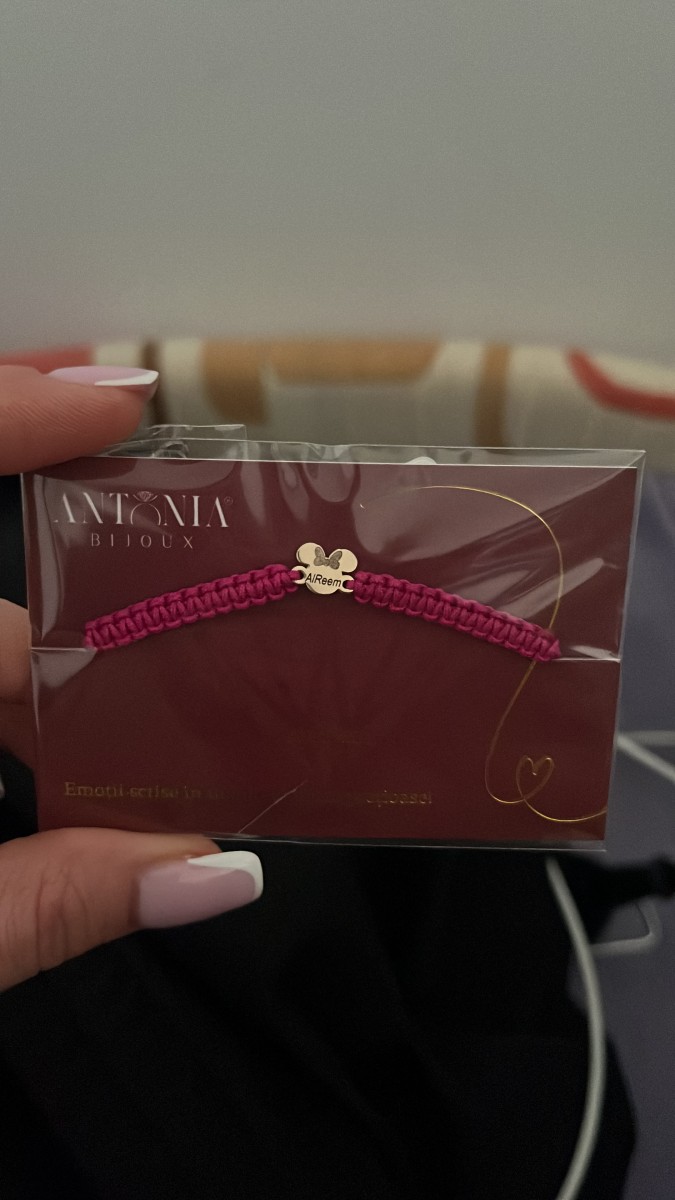 ANTONIA
BIJOUX
AlReem
Emoții scrise în